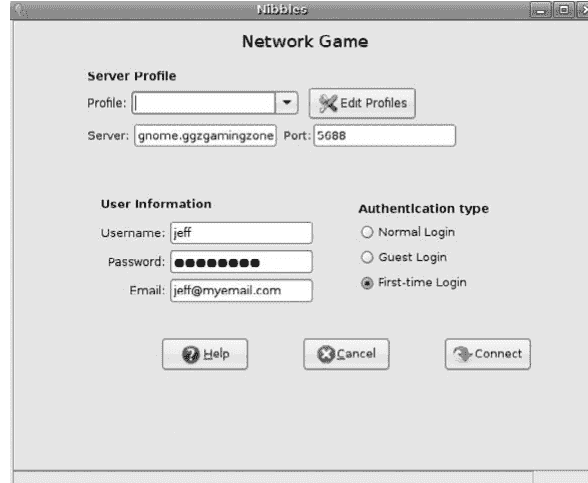 Nibbles
Network Game
Server Profile
Profile:
Edit Profiles
Server: gnome.ggzgamingzone Port: 5688
User Information
Username: jeff
Password: ●●●●●●●●
Email: jeff@myemail.com
Authentication type
Normal Login
Guest Login
First-time Login
Help Cancel Connect